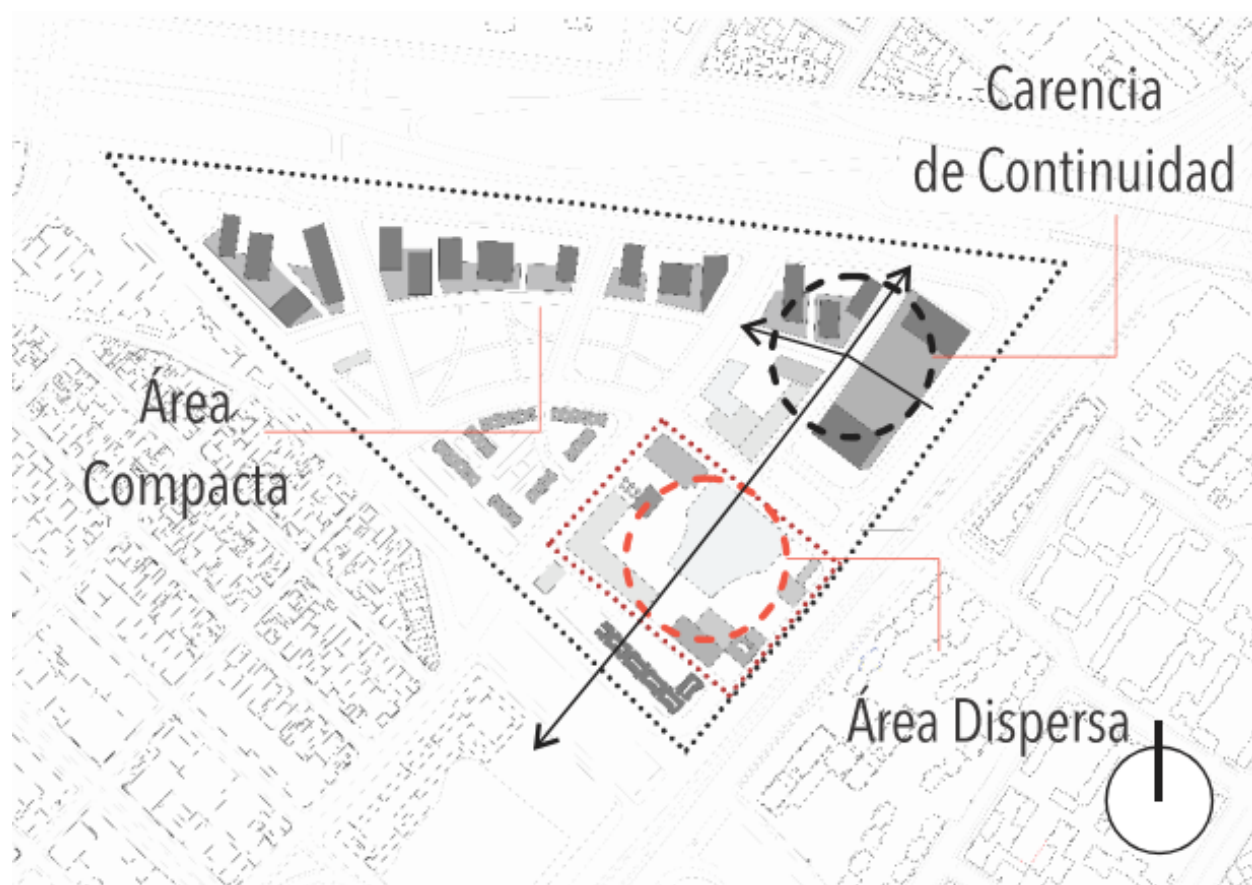 Carencia
de Continuidad
Área
Compacta
Área Dispersa